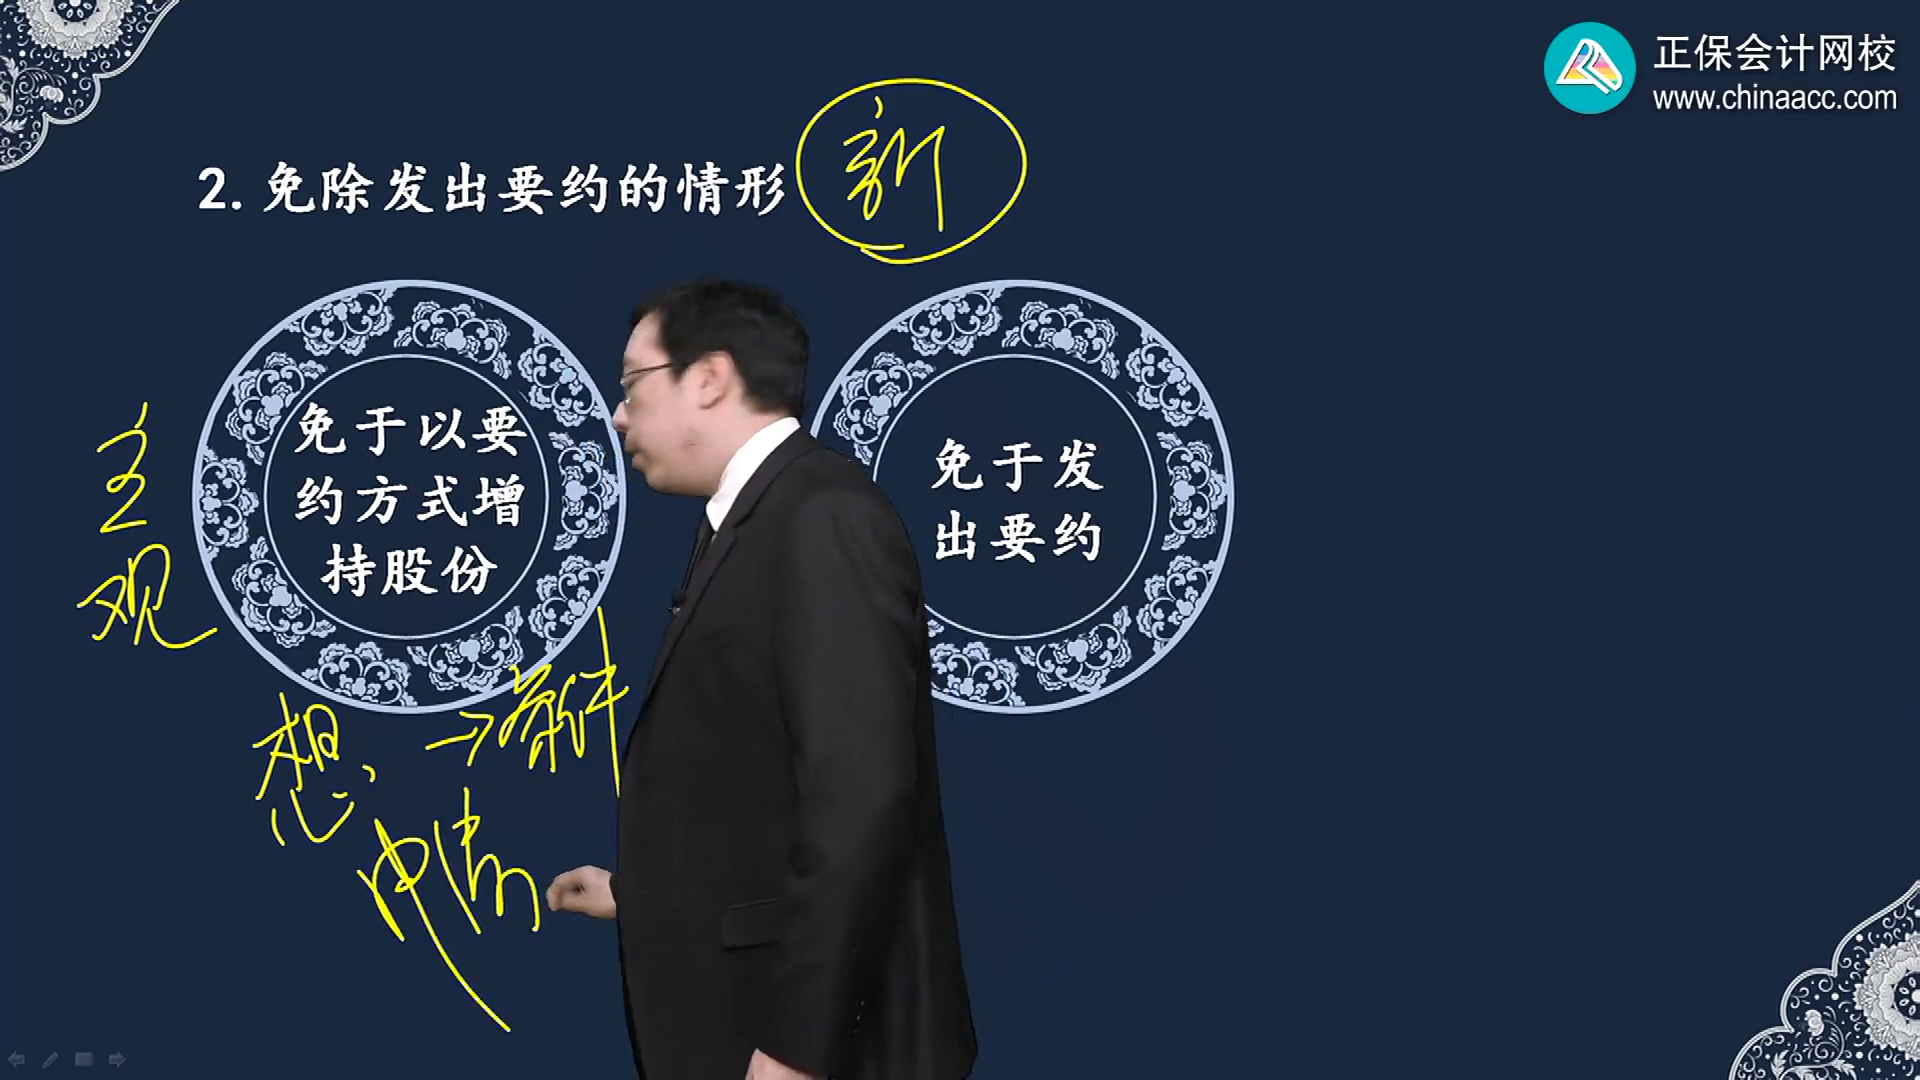 正保会计网校
www.chinaacc.com
2.免除发出要约的情形
新
免于以要
约方式增
持股份
免于发
出要约
主
观
想、→条件
申请